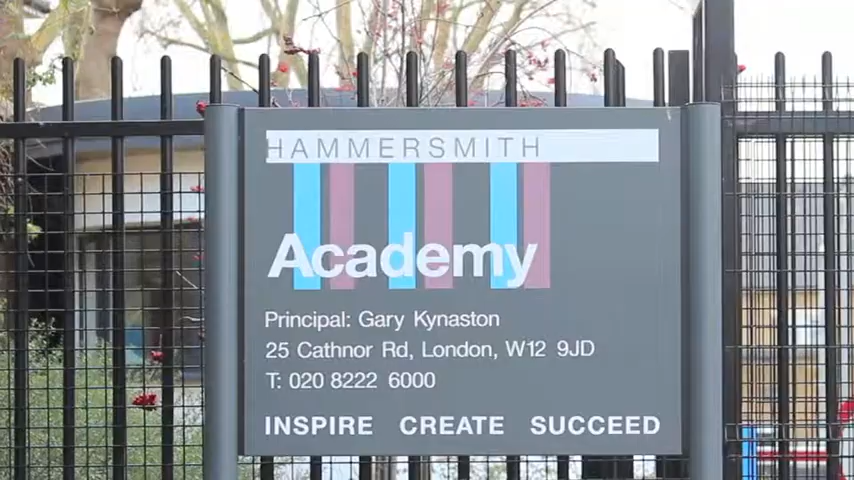 HAMMERSMITH
Academy
Principal: Gary Kynaston
25 Cathnor Rd, London, W12 9JD
T: 020 8222 6000
INSPIRE CREATE SUCCEED